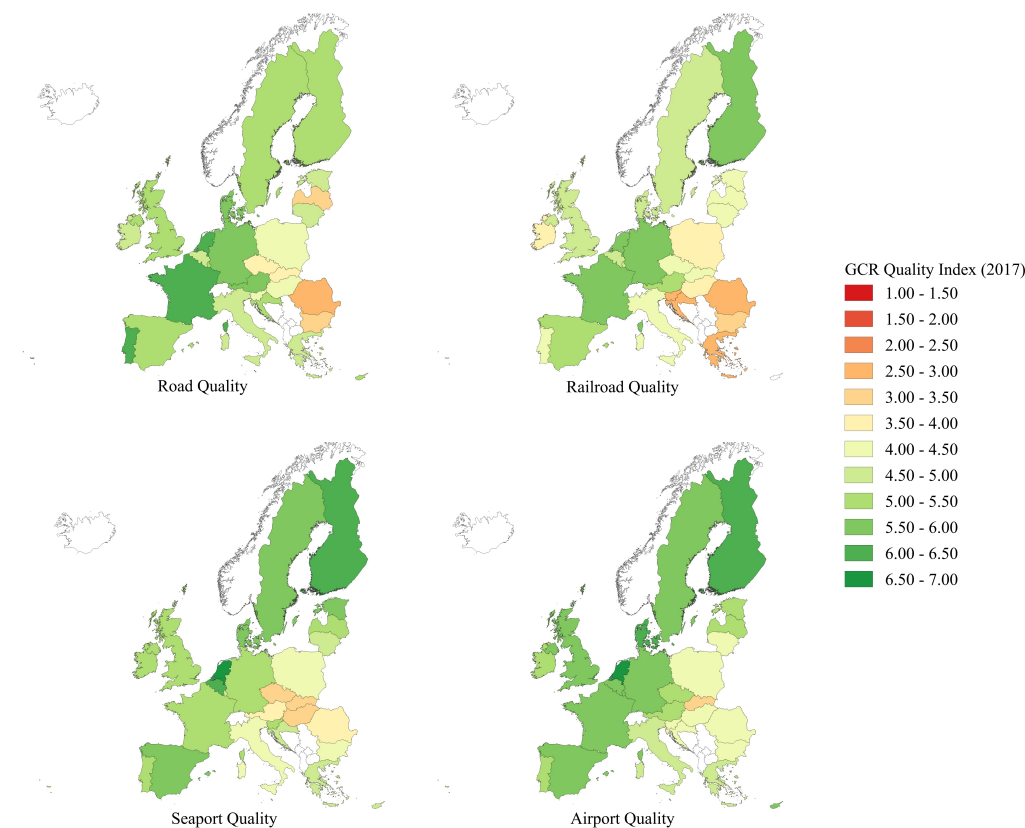 Road Quality
Railroad Quality
GCR Quality Index (2017)
1.00 - 1.50
1.50 - 2.00
2.00 - 2.50
2.50 - 3.00
3.00 - 3.50
3.50 - 4.00
4.00 - 4.50
4.50 - 5.00
5.00 - 5.50
5.50 - 6.00
6.00 - 6.50
6.50 - 7.00
Seaport Quality
Airport Quality